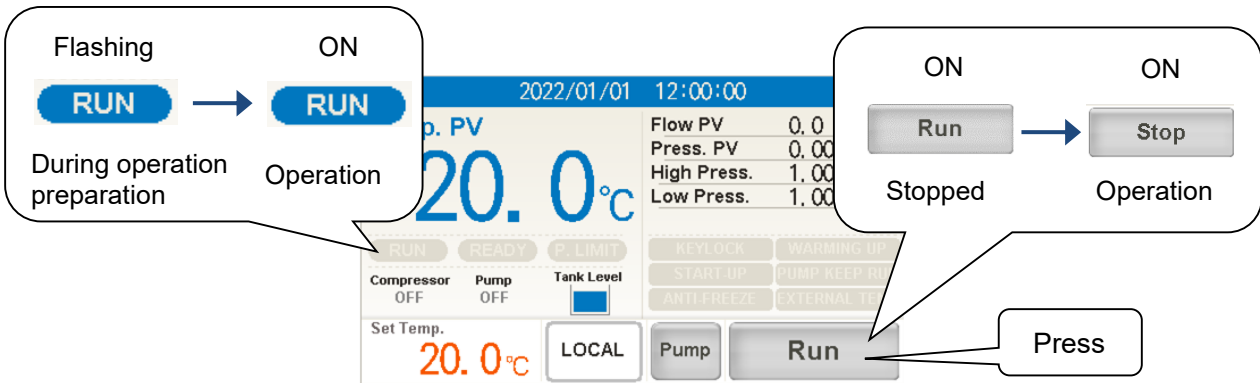 Flashing
ON
RUN
RUN
During operation
preparation
Operation
ON
ON
Run
Stop
Stopped
Operation
2022/01/01 12:00:00
p. PV
20.0℃
Flow PV 0.0
Press. PV 0.00
High Press. 1.00
Low Press. 1.00
RUN READY P. LIMIT
KEYLOCK WARMING UP
START-UP PUMP KEEP RU
ANTI-FREEZE EXTERNAL TEM
Compressor Pump Tank Level
OFF OFF
Set Temp.
20.0℃
LOCAL
Pump
Run
Press